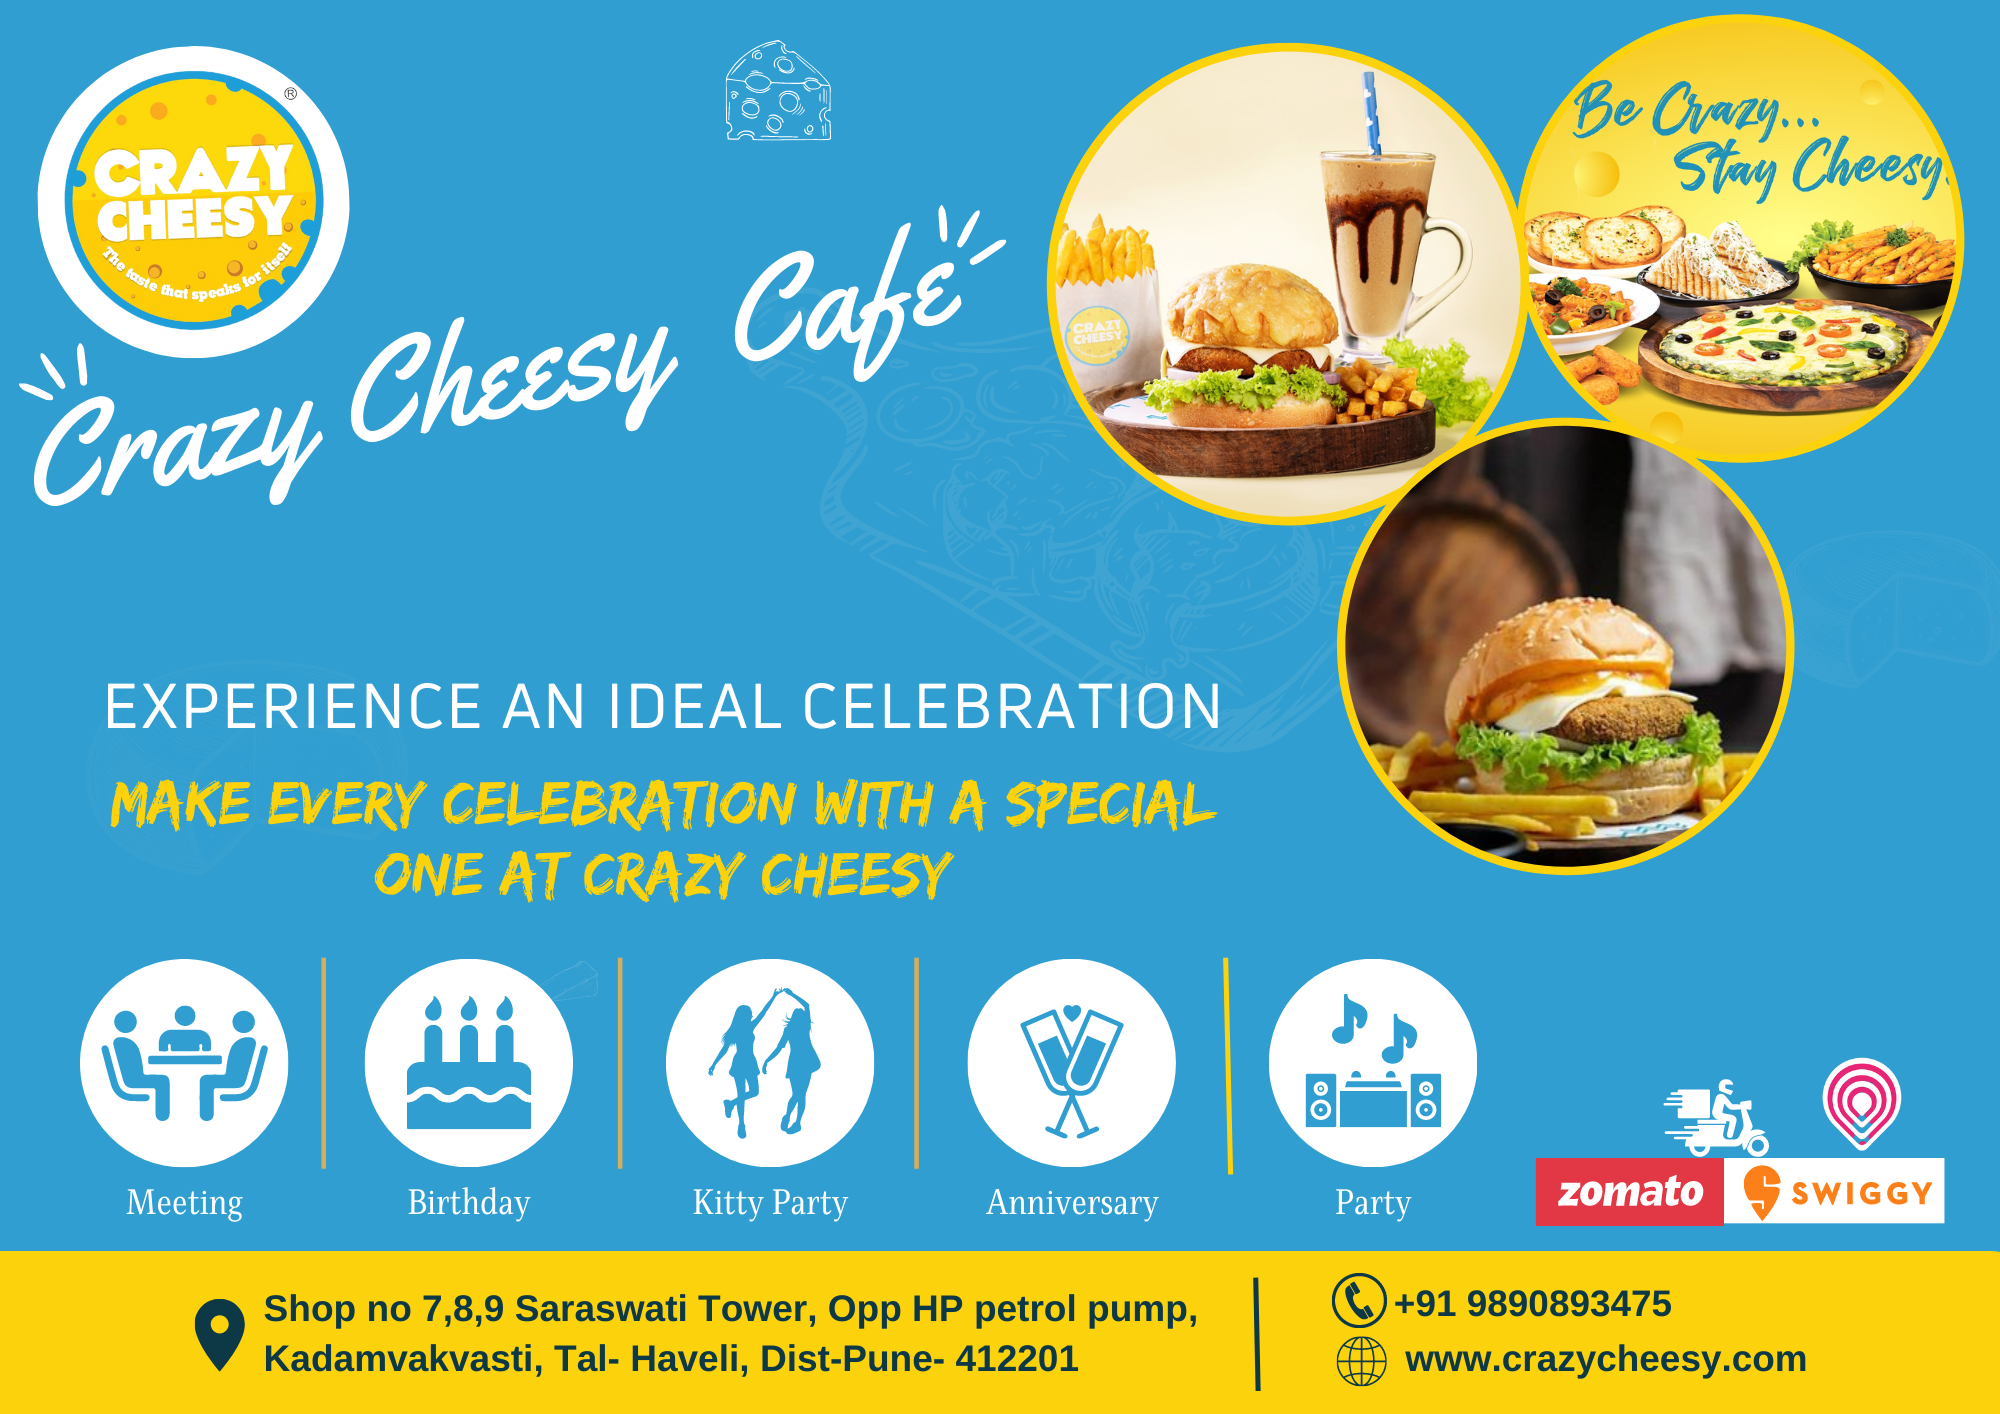 CRAZY
CHEESY
The taste that speaks for itself
®
Crazy Cheesy Cafe
CRAZY
CHEESY
Be Crazy...
Stay Cheesy.
EXPERIENCE AN IDEAL CELEBRATION
MAKE EVERY CELEBRATION WITH A SPECIAL
ONE AT CRAZY CHEESY
Meeting
Birthday
Kitty Party
Anniversary
Party
zomato
SWIGGY
Shop no 7,8,9 Saraswati Tower, Opp HP petrol pump,
Kadamvakvasti, Tal- Haveli, Dist-Pune- 412201
+91 9890893475
www.crazycheesy.com